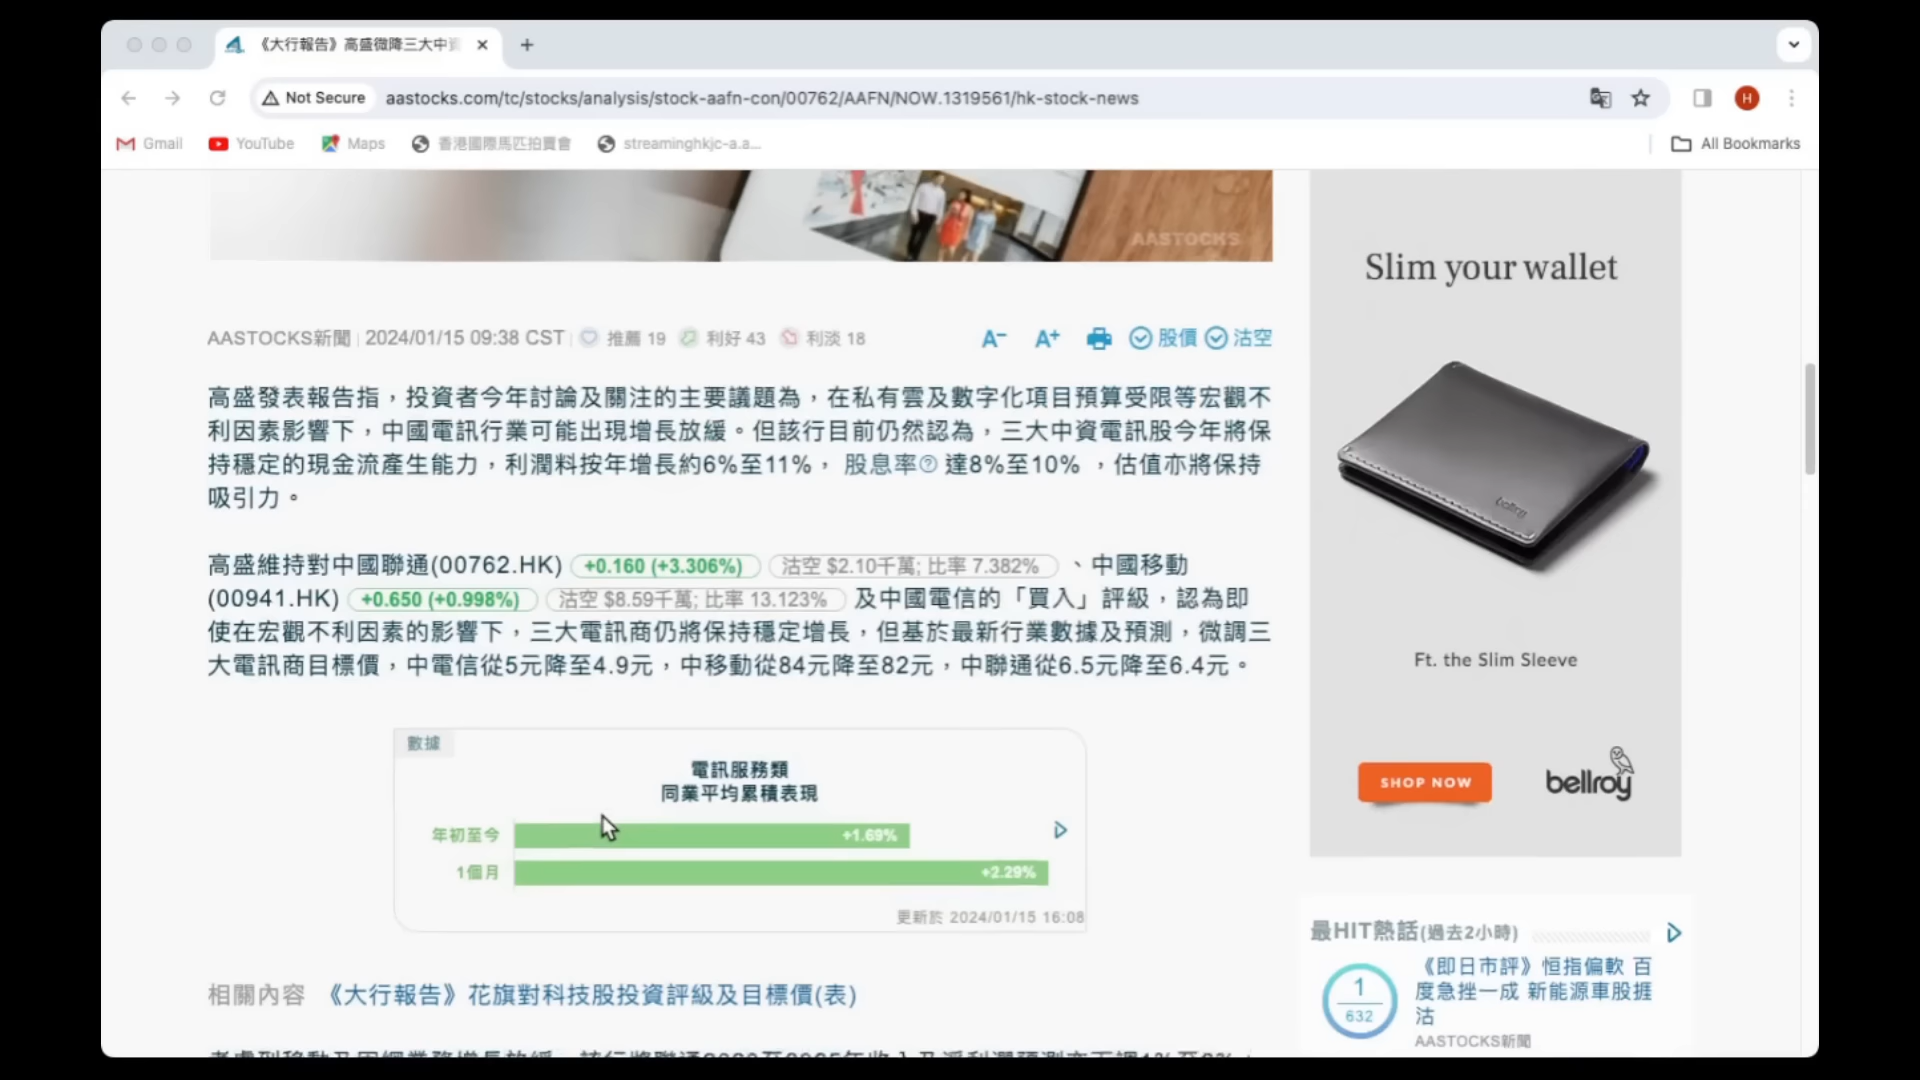 《大行報告》高盛微降三大中資
Not Secure
aastocks.com/tc/stocks/analysis/stock-aafn-con/00762/AAFN/NOW.1319561/hk-stock-news
H
Gmail
YouTube
Maps
香港國際馬匹拍賣會
streaminghkjc-a.a...
All Bookmarks
AASTOCKS
AASTOCKS新聞 | 2024/01/15 09:38 CST | 推薦 19 利好 43 利淡 18
A⁻ A⁺ 股價 沽空
高盛發表報告指，投資者今年討論及關注的主要議題為，在私有雲及數字化項目預算受限等宏觀不
利因素影響下，中國電訊行業可能出現增長放緩。但該行目前仍然認為，三大中資電訊股今年將保
持穩定的現金流產生能力，利潤料按年增長約6%至11%， 股息率? 達8%至10% ，估值亦將保持
吸引力。
高盛維持對中國聯通(00762.HK) +0.160 (+3.306%) 沽空 $2.10千萬; 比率 7.382% 、中國移動
(00941.HK) +0.650 (+0.998%) 沽空 $8.59千萬; 比率 13.123% 及中國電信的「買入」評級，認為即
使在宏觀不利因素的影響下，三大電訊商仍將保持穩定增長，但基於最新行業數據及預測，微調三
大電訊商目標價，中電信從5元降至4.9元，中移動從84元降至82元，中聯通從6.5元降至6.4元。
數據
電訊服務類
同業平均累積表現
年初至今 +1.69%
1個月 +2.29%
更新於 2024/01/15 16:08
相關內容 《大行報告》花旗對科技股投資評級及目標價(表)
Slim your wallet
bellroy
Ft. the Slim Sleeve
SHOP NOW
bellroy
最HIT熱話(過去2小時)
1
632
《即日市評》恒指偏軟 百
度急挫一成 新能源車股捱
沽
AASTOCKS新聞